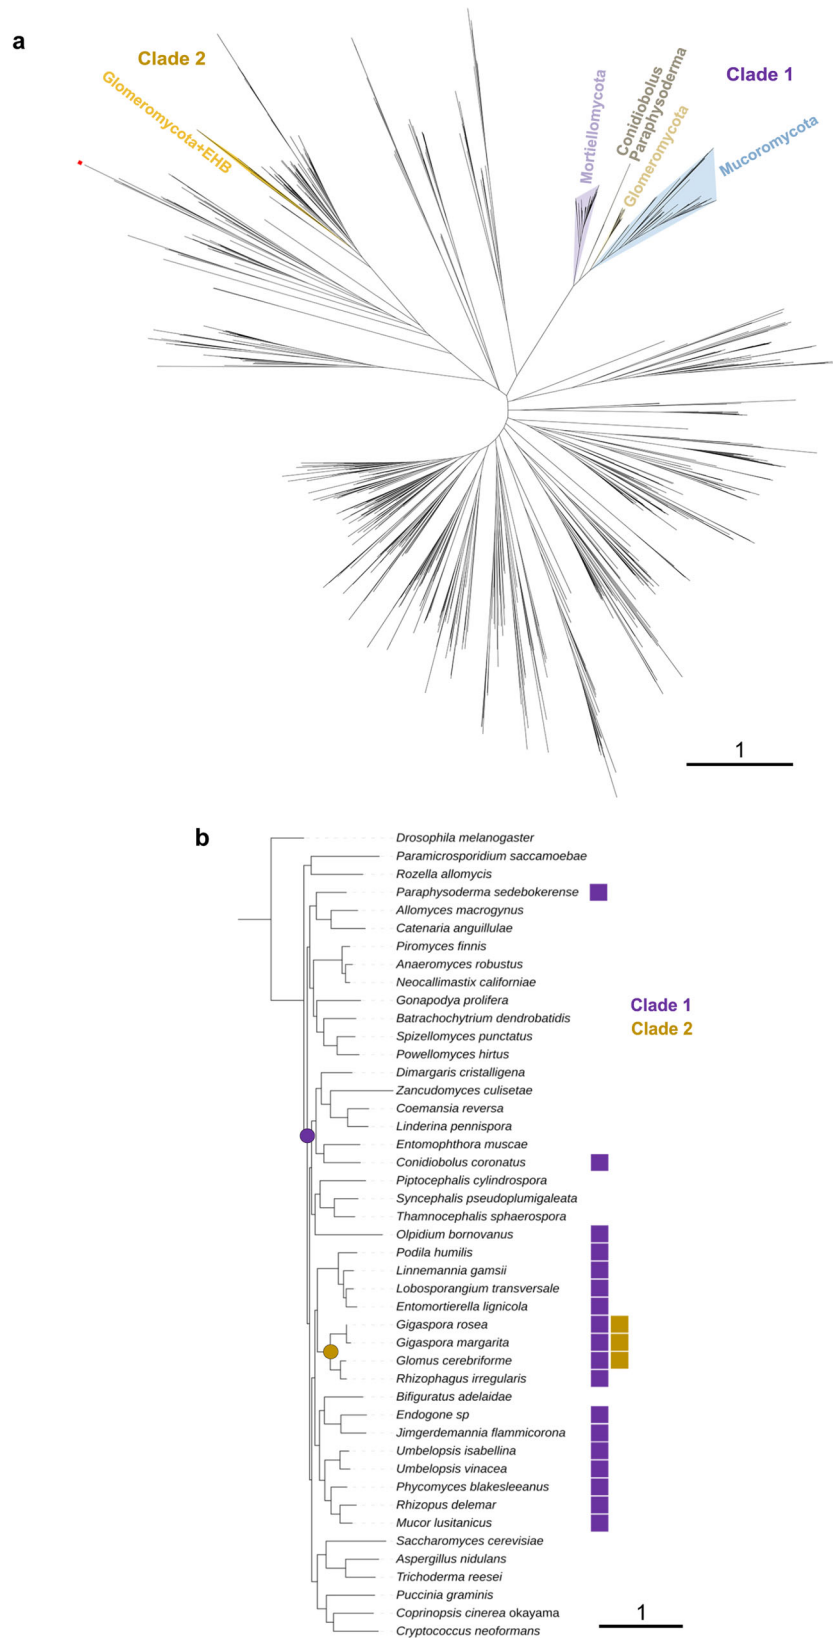 a
Clade 2
Glomeromycota+EHB
Mortiellomycota
Conidiobolus
Paraphysoderma
Glomeromycota
Clade 1
Mucoromycota
1
b
Drosophila melanogaster
Paramicrosporidium saccamoebae
Rozella allomycis
Paraphysoderma sedebokerense
Allomyces macrogynus
Catenaria anguillulae
Piromyces finnis
Anaeromyces robustus
Neocallimastix californiae
Gonapodya prolifera
Batrachochytrium dendrobatidis
Spizellomyces punctatus
Powellomyces hirtus
Dimargaris cristalligena
Zancudomyces culisetae
Coemansia reversa
Linderina pennispora
Entomophthora muscae
Conidiobolus coronatus
Piptocephalis cylindrospora
Syncephalis pseudoplumigaleata
Thamnocephalis sphaerospora
Olpidium bornovanus
Podila humilis
Linnemannia gamsii
Lobosporangium transversale
Entomortierella lignicola
Gigaspora rosea
Gigaspora margarita
Glomus cerebriforme
Rhizophagus irregularis
Bifiguratus adelaidae
Endogone sp
Jimgerdemannia flammicorona
Umbelopsis isabellina
Umbelopsis vinacea
Phycomyces blakesleeanus
Rhizopus delemar
Mucor lusitanicus
Saccharomyces cerevisiae
Aspergillus nidulans
Trichoderma reesei
Puccinia graminis
Coprinopsis cinerea okayama
Cryptococcus neoformans
Clade 1
Clade 2
1